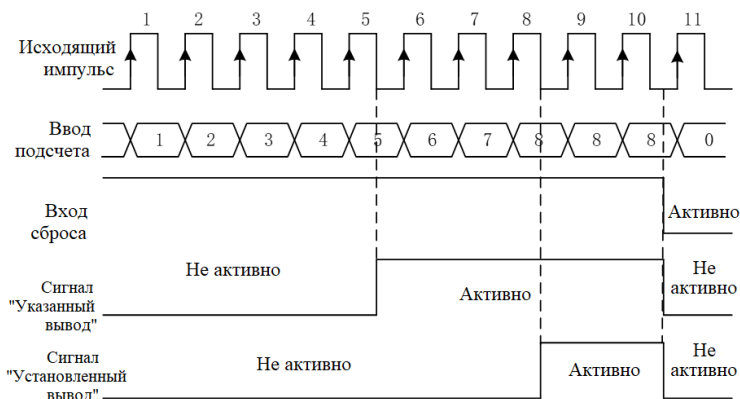 1 2 3 4 5 6 7 8 9 10 11
Исходящий
импульс
Ввод
подсчета
1 2 3 4 5 6 7 8 8 8 0
Вход
сброса
Активно
Не активно
Активно
Не
активно
Сигнал
"Указанный
вывод"
Сигнал
"Установленный
вывод"
Не активно
Активно
Не
активно